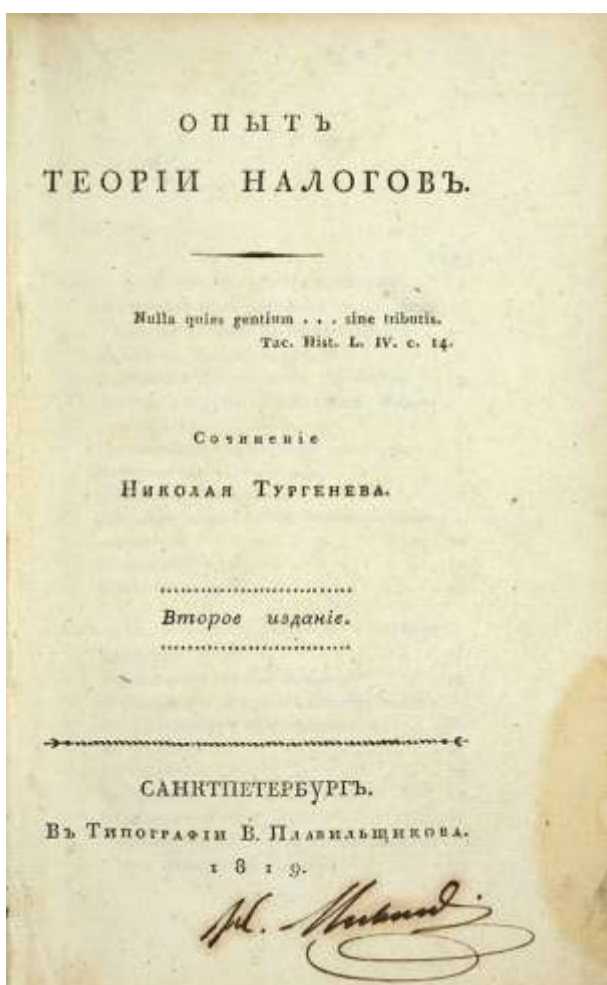 ОПЫТЪ
ТЕОРІИ НАЛОГОВЪ.
Nulla quies gentium . . . sine tributis.
Tac. Hist. L. IV. c. 14.
Сочиненіе
Николая Тургенева.
Второе изданіе.
САНКТПЕТЕРБУРГЪ.
Въ Типографіи В. Плавильщикова.
1819.